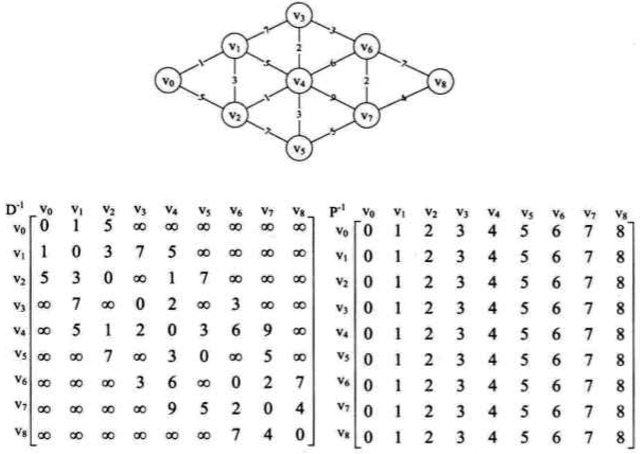 v3
7 3
v1 2 v6
1 5 6 7
v0 3 v4 2 v8
5 1 9 4
v2 3 v7
7 5
v5
D-1 v0 v1 v2 v3 v4 v5 v6 v7 v8
v0 0 1 5 ∞ ∞ ∞ ∞ ∞ ∞
v1 1 0 3 7 5 ∞ ∞ ∞ ∞
v2 5 3 0 ∞ 1 7 ∞ ∞ ∞
v3 ∞ 7 ∞ 0 2 ∞ 3 ∞ ∞
v4 ∞ 5 1 2 0 3 6 9 ∞
v5 ∞ ∞ 7 ∞ 3 0 ∞ 5 ∞
v6 ∞ ∞ ∞ 3 6 ∞ 0 2 7
v7 ∞ ∞ ∞ ∞ 9 5 2 0 4
v8 ∞ ∞ ∞ ∞ ∞ ∞ 7 4 0
P-1 v0 v1 v2 v3 v4 v5 v6 v7 v8
v0 0 1 2 3 4 5 6 7 8
v1 0 1 2 3 4 5 6 7 8
v2 0 1 2 3 4 5 6 7 8
v3 0 1 2 3 4 5 6 7 8
v4 0 1 2 3 4 5 6 7 8
v5 0 1 2 3 4 5 6 7 8
v6 0 1 2 3 4 5 6 7 8
v7 0 1 2 3 4 5 6 7 8
v8 0 1 2 3 4 5 6 7 8